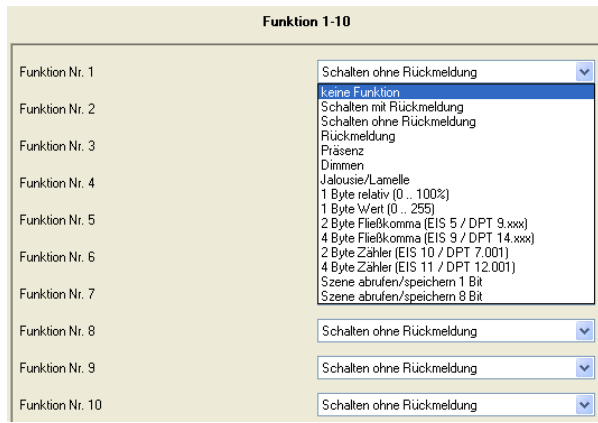 Funktion 1-10
Funktion Nr. 1
Schalten ohne Rückmeldung
keine Funktion
Schalten mit Rückmeldung
Schalten ohne Rückmeldung
Rückmeldung
Präsenz
Dimmen
Jalousie/Lamelle
1 Byte relativ (0 .. 100%)
1 Byte Wert (0 .. 255)
2 Byte Fließkomma (EIS 5 / DPT 9.xxx)
4 Byte Fließkomma (EIS 9 / DPT 14.xxx)
2 Byte Zähler (EIS 10 / DPT 7.001)
4 Byte Zähler (EIS 11 / DPT 12.001)
Szene abrufen/speichern 1 Bit
Szene abrufen/speichern 8 Bit
Funktion Nr. 2
Funktion Nr. 3
Funktion Nr. 4
Funktion Nr. 5
Funktion Nr. 6
Funktion Nr. 7
Funktion Nr. 8
Schalten ohne Rückmeldung
Funktion Nr. 9
Schalten ohne Rückmeldung
Funktion Nr. 10
Schalten ohne Rückmeldung